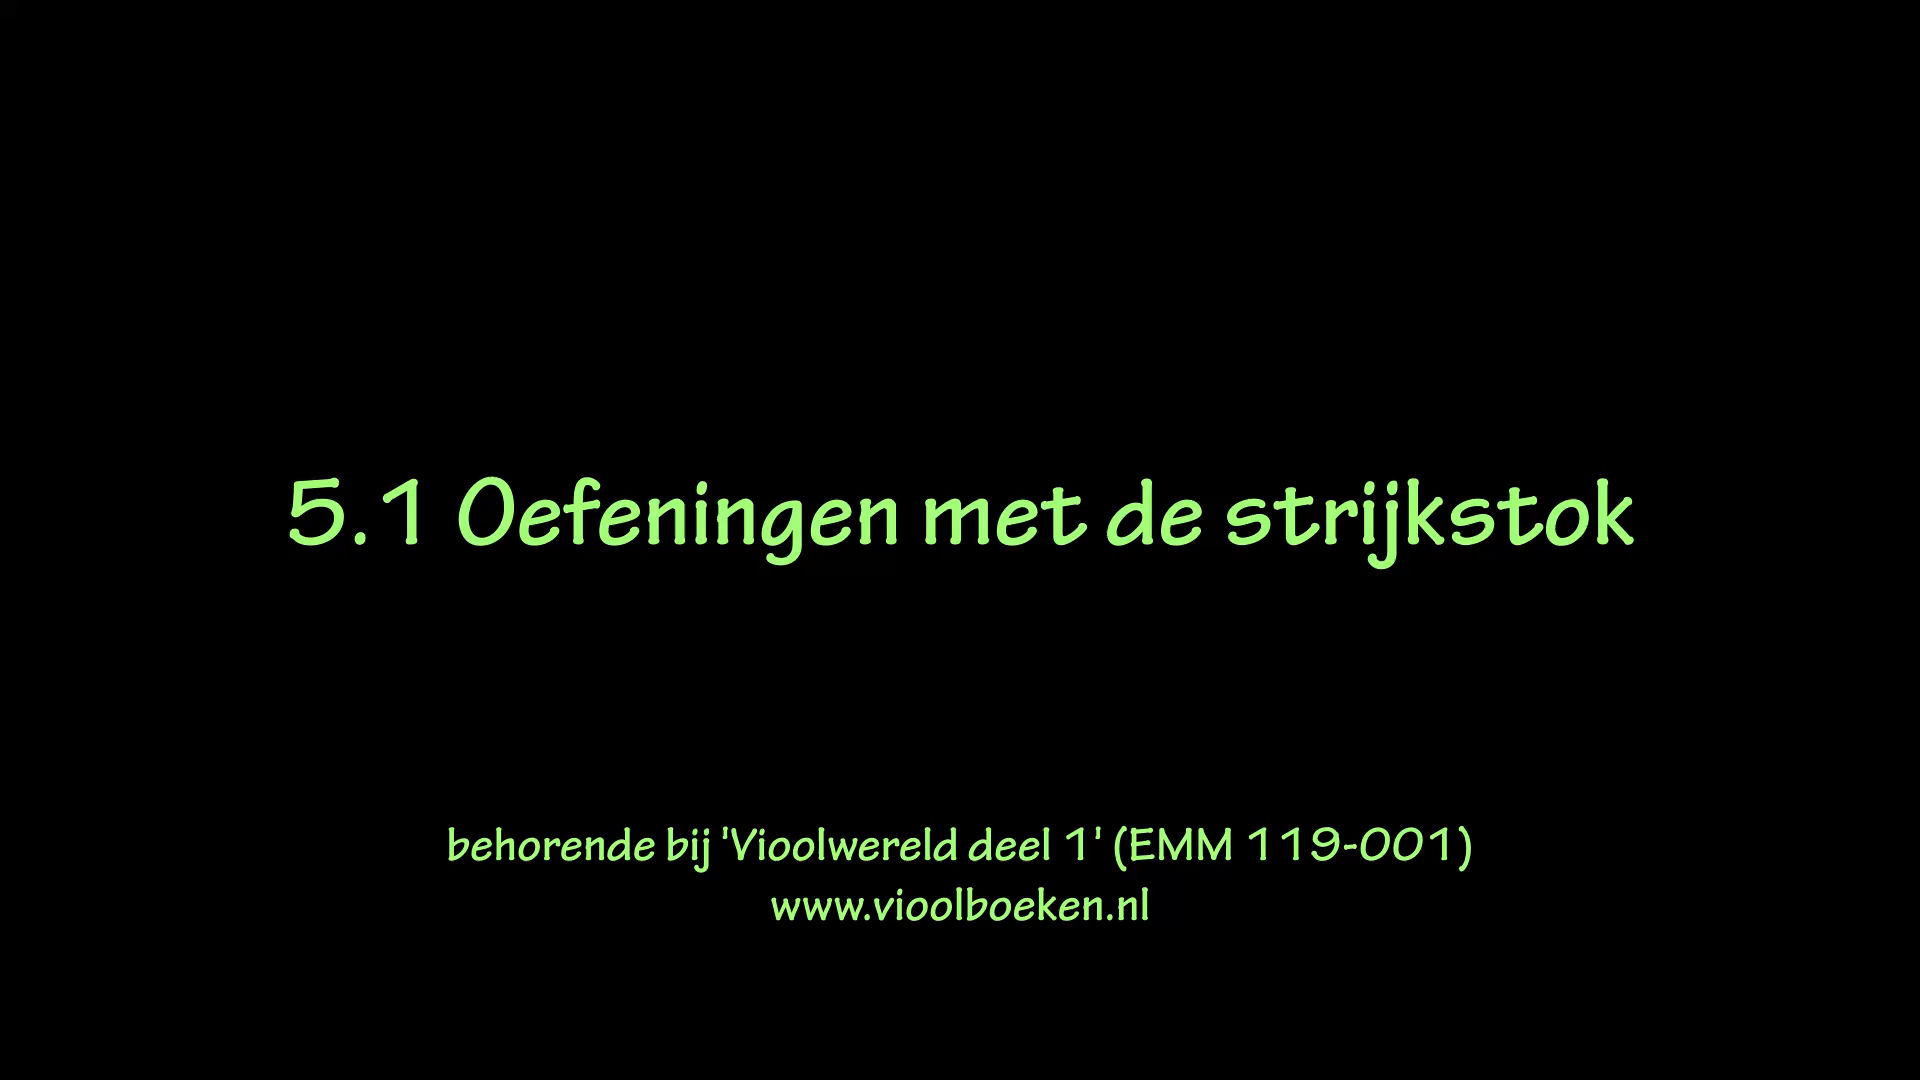 5.1 Oefeningen met de strijkstok
behorende bij 'Vioolwereld deel 1' (EMM 119-001)
www.vioolboeken.nl